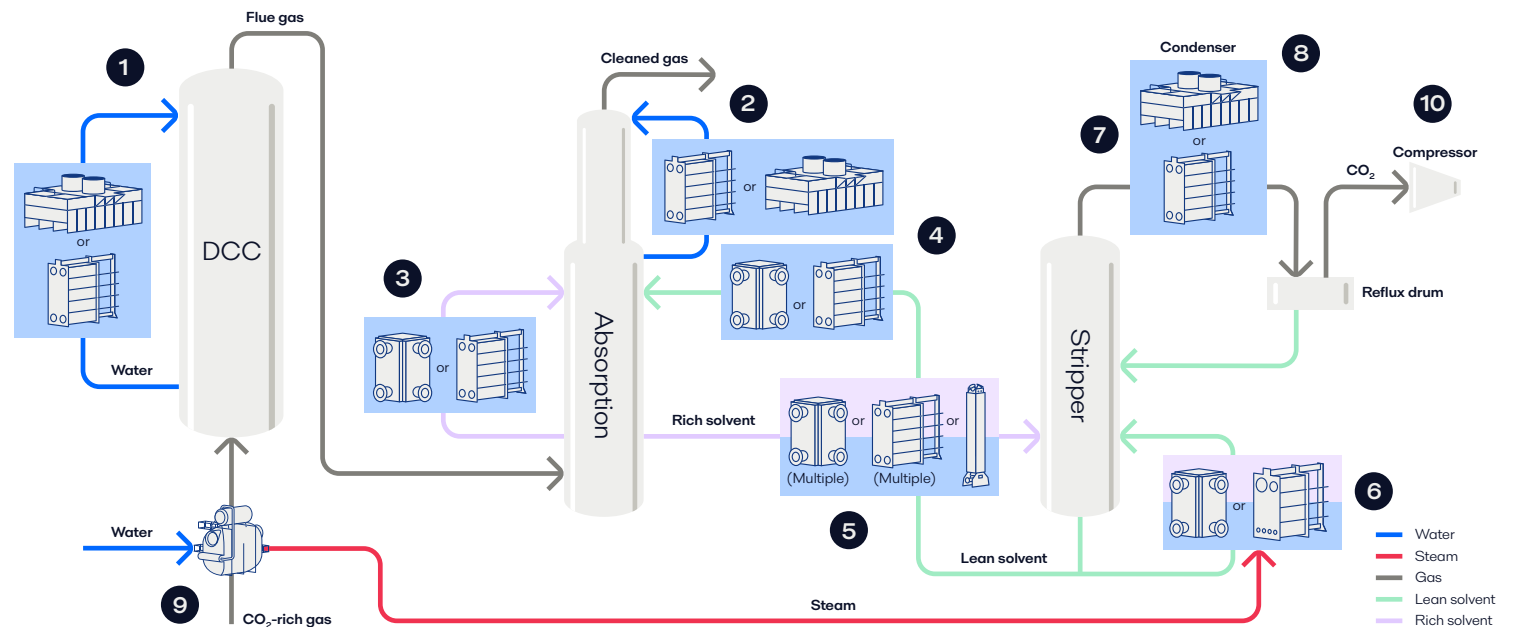 Flue gas
1
DCC
or
Water
Water
9
CO₂-rich gas
Cleaned gas
2
or
3
or
Absorption
4
or
Rich solvent
or
or
(Multiple)
(Multiple)
5
Lean solvent
Steam
Condenser
8
7
or
10
Compressor
CO₂
Reflux drum
Stripper
or
6
Water
Steam
Gas
Lean solvent
Rich solvent